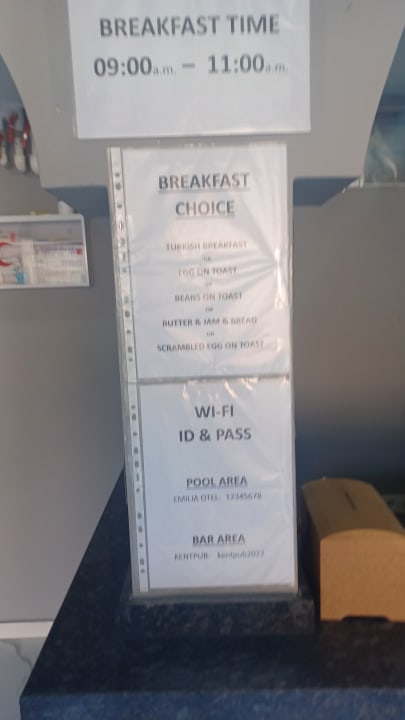 BREAKFAST TIME
09:00a.m. – 11:00a.m.
BREAKFAST
CHOICE
TURKISH BREAKFAST
OR
EGG ON TOAST
OR
BEANS ON TOAST
OR
BUTTER & JAM & BREAD
OR
SCRAMBLED EGG ON TOAST
WI-FI
ID & PASS
POOL AREA
EMILIA OTEL: 12345678
BAR AREA
KENTPUB: kentpub2022